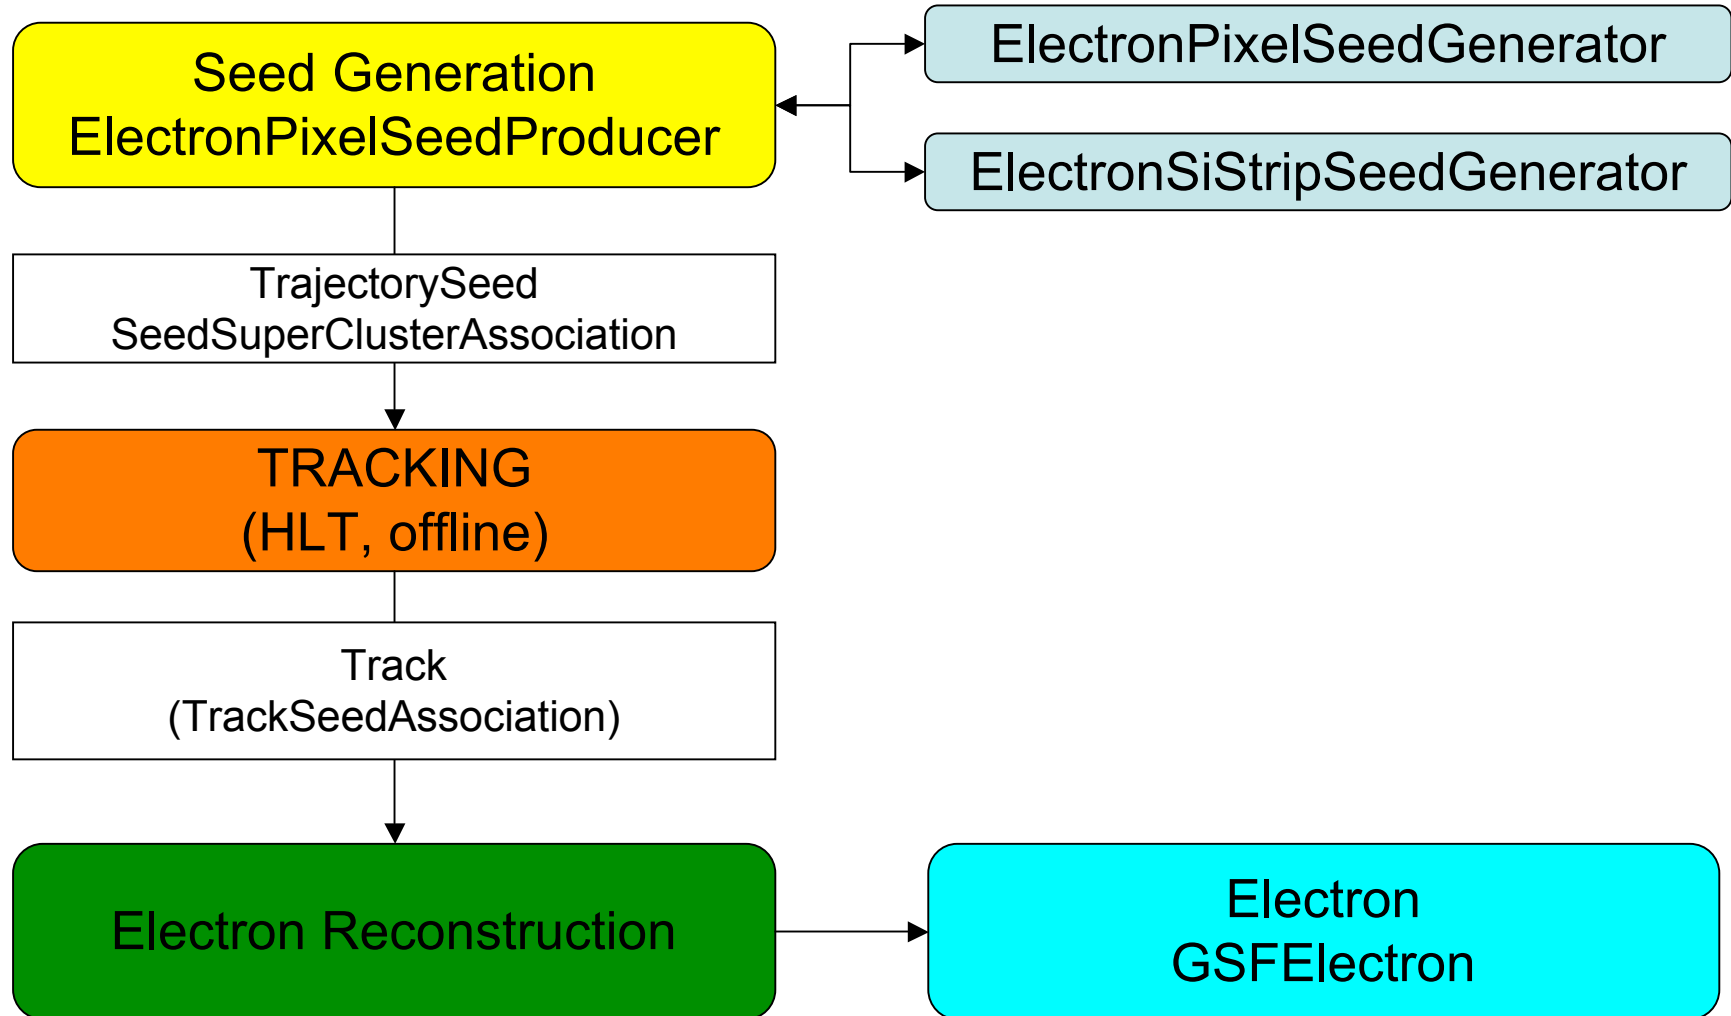 Seed Generation
ElectronPixelSeedProducer
ElectronPixelSeedGenerator
ElectronSiStripSeedGenerator
TrajectorySeed
SeedSuperClusterAssociation
TRACKING
(HLT, offline)
Track
(TrackSeedAssociation)
Electron Reconstruction
Electron
GSFElectron